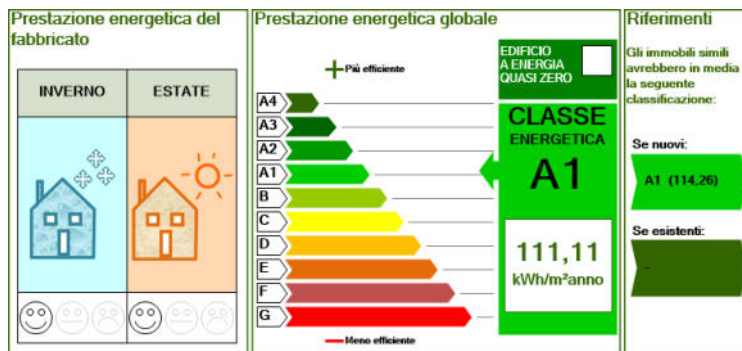 Prestazione energetica del
fabbricato
INVERNO
ESTATE
Prestazione energetica globale
Più efficiente
A4
A3
A2
A1
B
C
D
E
F
G
Meno efficiente
EDIFICIO
A ENERGIA
QUASI ZERO
CLASSE
ENERGETICA
A1
111,11
kWh/m²anno
Riferimenti
Gli immobili simili
avrebbero in media
la seguente
classificazione:
Se nuovi:
A1 (114,26)
Se esistenti:
-